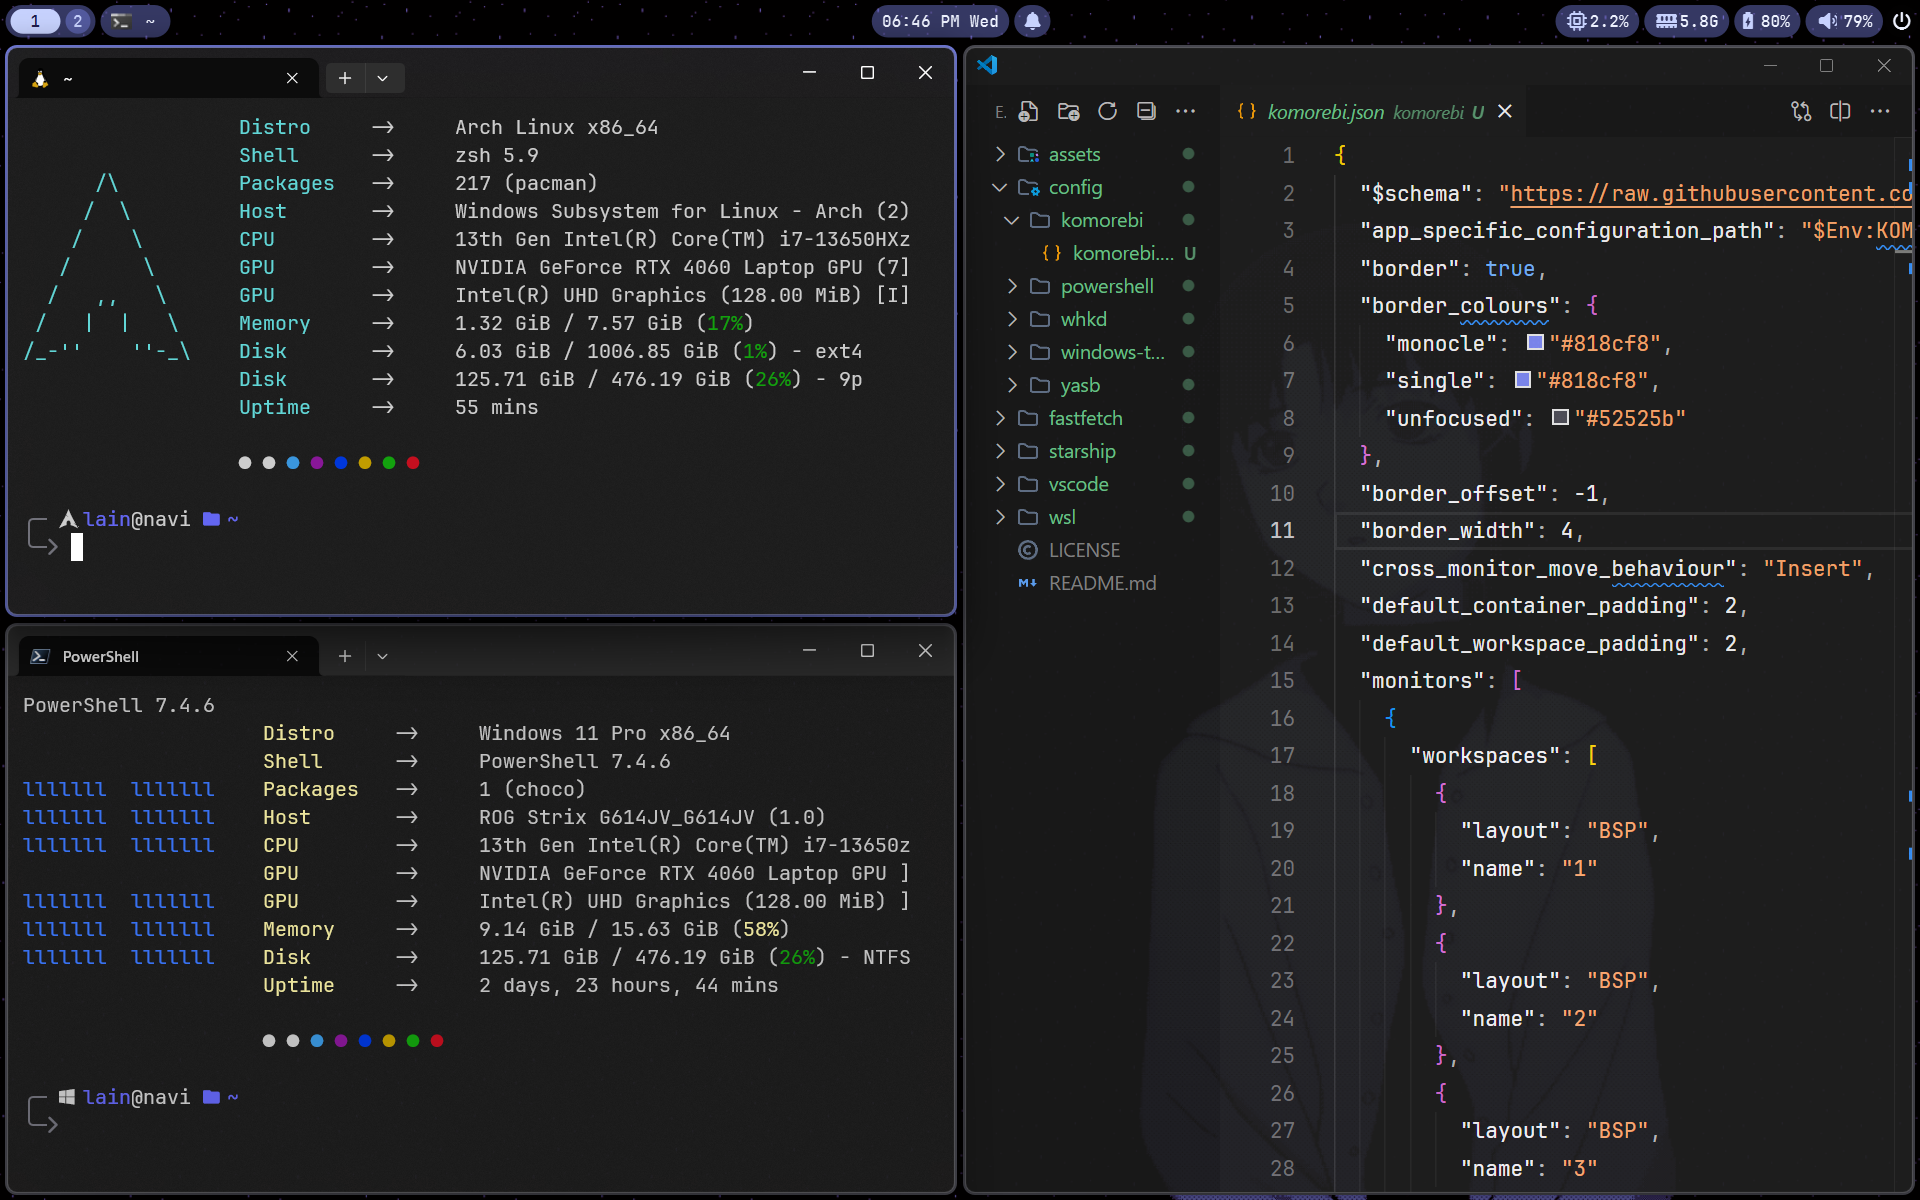 1 2 ~
06:46 PM Wed
2.2% 5.8G 80% 79%
~
Distro → Arch Linux x86_64
Shell → zsh 5.9
Packages → 217 (pacman)
Host → Windows Subsystem for Linux - Arch (2)
CPU → 13th Gen Intel(R) Core(TM) i7-13650HXz
GPU → NVIDIA GeForce RTX 4060 Laptop GPU (7]
GPU → Intel(R) UHD Graphics (128.00 MiB) [I]
Memory → 1.32 GiB / 7.57 GiB (17%)
Disk → 6.03 GiB / 1006.85 GiB (1%) - ext4
Disk → 125.71 GiB / 476.19 GiB (26%) - 9p
Uptime → 55 mins
lain@navi ~
PowerShell
PowerShell 7.4.6
Distro → Windows 11 Pro x86_64
Shell → PowerShell 7.4.6
lllllll lllllll Packages → 1 (choco)
lllllll lllllll Host → ROG Strix G614JV_G614JV (1.0)
lllllll lllllll CPU → 13th Gen Intel(R) Core(TM) i7-13650z
GPU → NVIDIA GeForce RTX 4060 Laptop GPU ]
lllllll lllllll GPU → Intel(R) UHD Graphics (128.00 MiB) ]
lllllll lllllll Memory → 9.14 GiB / 15.63 GiB (58%)
lllllll lllllll Disk → 125.71 GiB / 476.19 GiB (26%) - NTFS
Uptime → 2 days, 23 hours, 44 mins
lain@navi ~
E.
assets
config
komorebi
{} komorebi.... U
powershell
whkd
windows-t...
yasb
fastfetch
starship
vscode
wsl
LICENSE
README.md
{} komorebi.json komorebi U
1 {
2 "$schema": "https://raw.githubusercontent.co
3 "app_specific_configuration_path": "$Env:KOM
4 "border": true,
5 "border_colours": {
6 "monocle": "#818cf8",
7 "single": "#818cf8",
8 "unfocused": "#52525b"
9 },
10 "border_offset": -1,
11 "border_width": 4,
12 "cross_monitor_move_behaviour": "Insert",
13 "default_container_padding": 2,
14 "default_workspace_padding": 2,
15 "monitors": [
16 {
17 "workspaces": [
18 {
19 "layout": "BSP",
20 "name": "1"
21 },
22 {
23 "layout": "BSP",
24 "name": "2"
25 },
26 {
27 "layout": "BSP",
28 "name": "3"